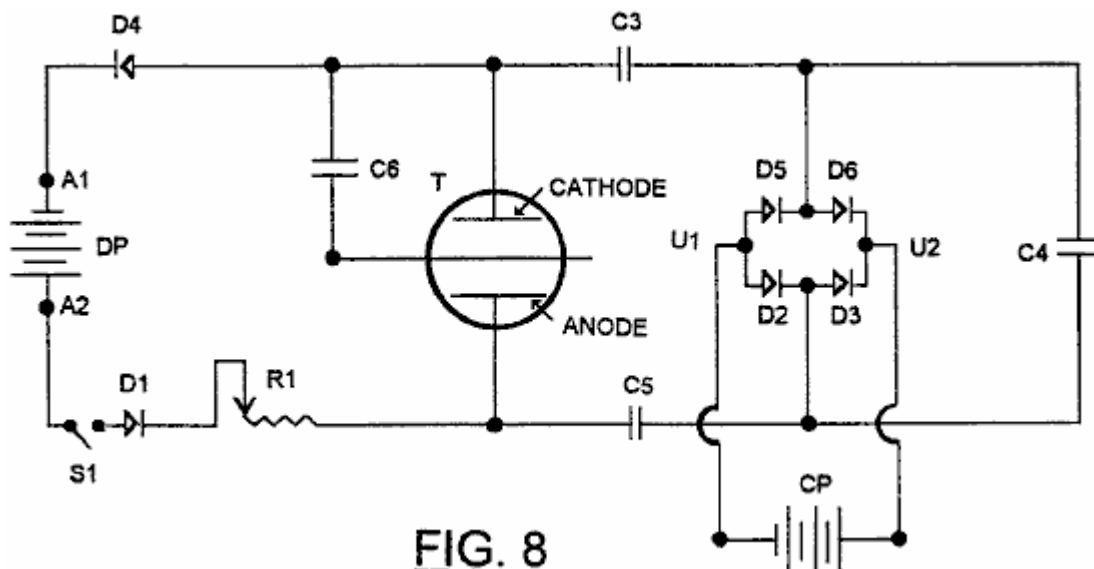 D4
C3
A1
C6
T
CATHODE
D5
D6
DP
U1
U2
C4
A2
D2
D3
ANODE
D1
R1
C5
S1
CP
FIG. 8